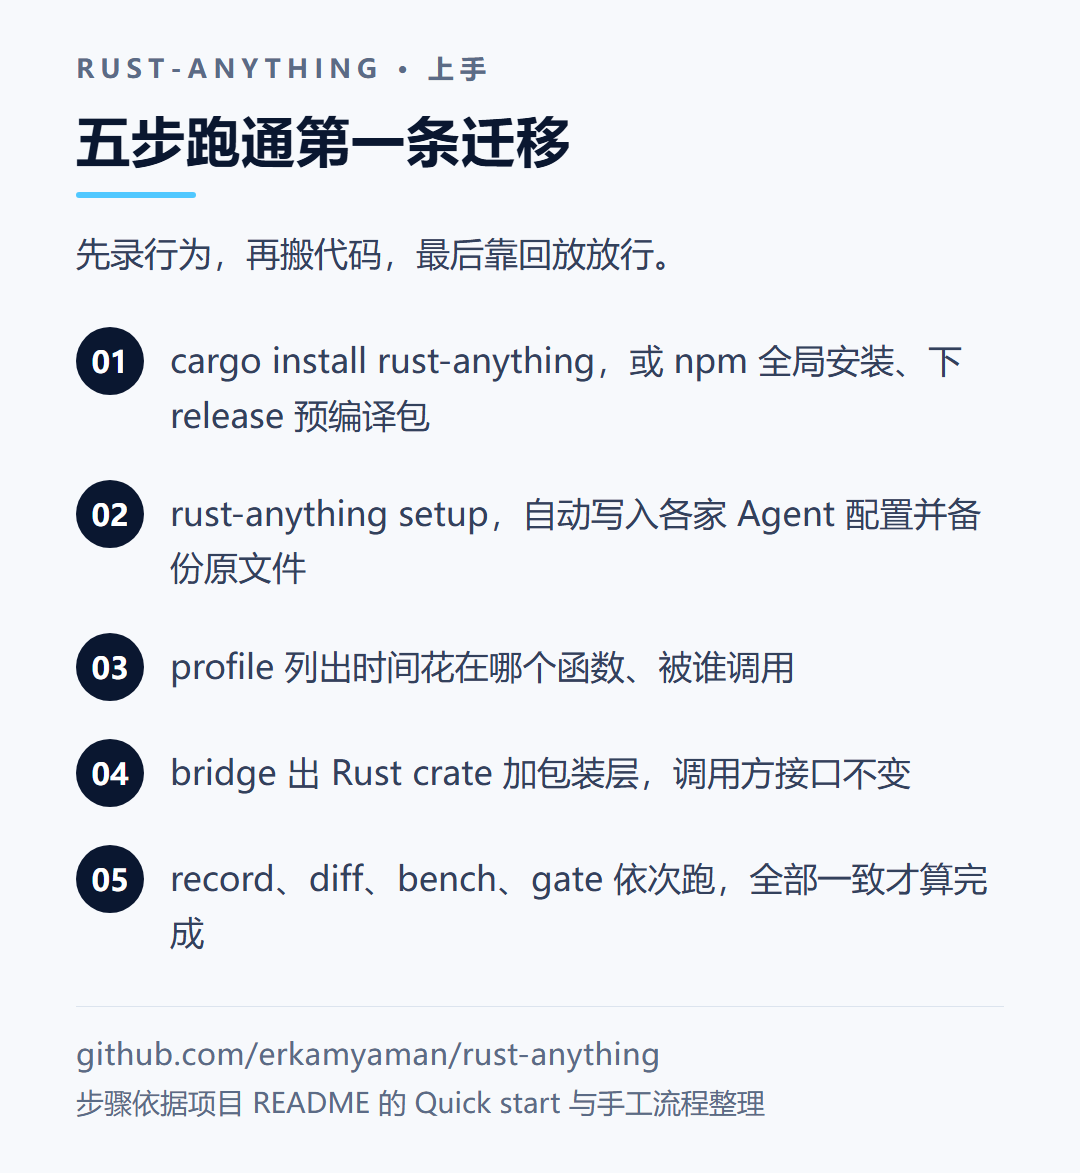 RUST-ANYTHING • 上手
五步跑通第一条迁移
先录行为，再搬代码，最后靠回放放行。
01 cargo install rust-anything，或 npm 全局安装、下
release 预编译包
02 rust-anything setup，自动写入各家 Agent 配置并备
份原文件
03 profile 列出时间花在哪个函数、被谁调用
04 bridge 出 Rust crate 加包装层，调用方接口不变
05 record、diff、bench、gate 依次跑，全部一致才算完
成
github.com/erkamyaman/rust-anything
步骤依据项目 README 的 Quick start 与手工流程整理